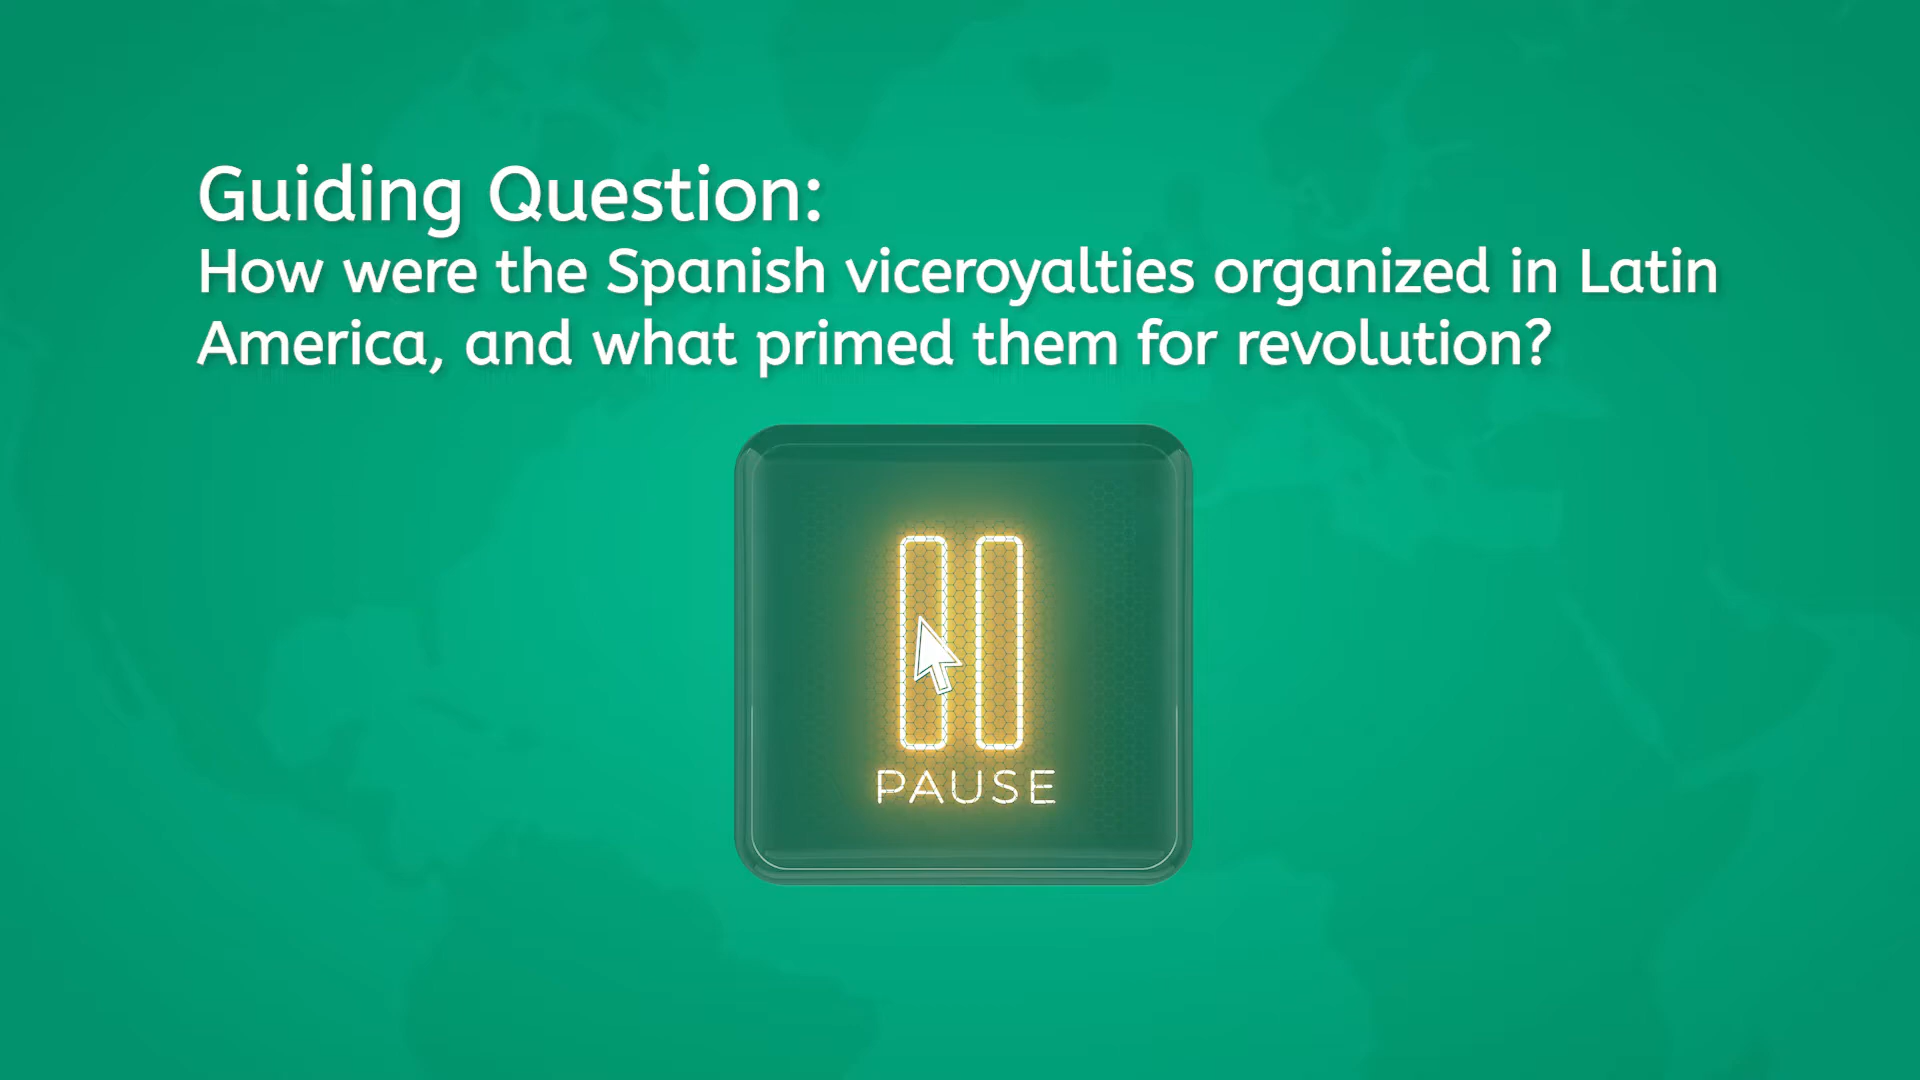 Guiding Question:
How were the Spanish viceroyalties organized in Latin
America, and what primed them for revolution?
PAUSE